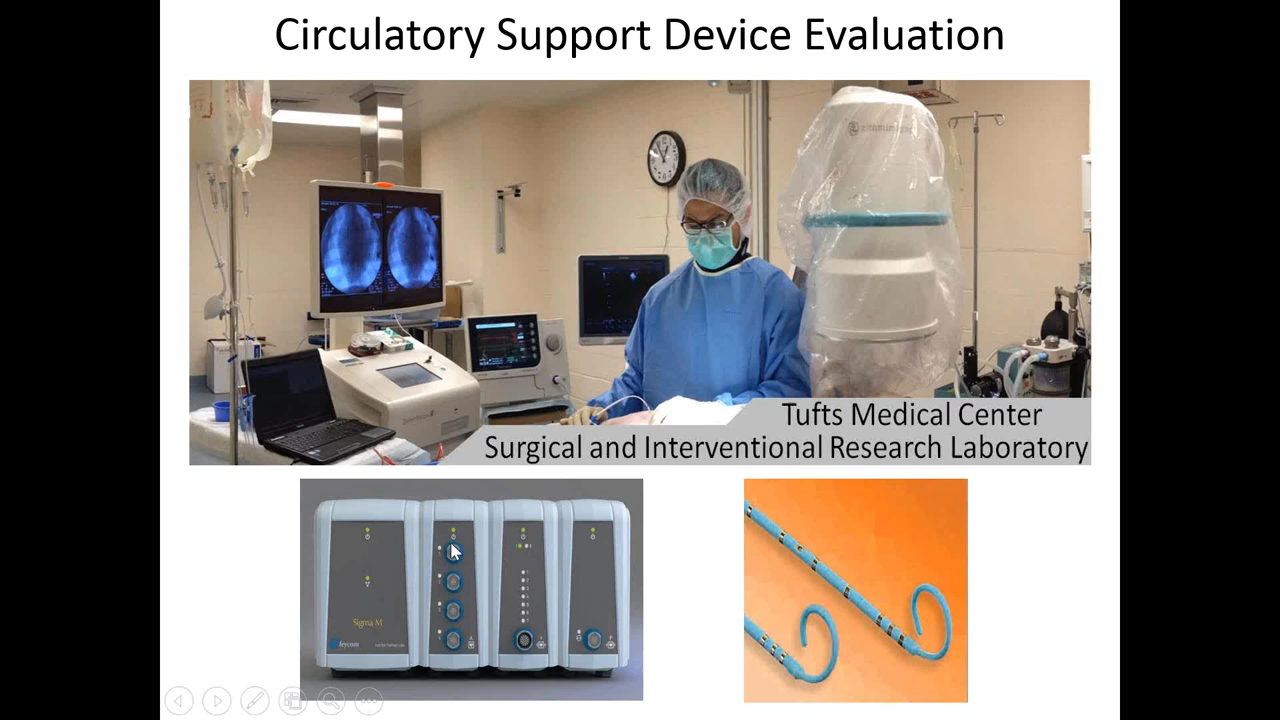 Circulatory Support Device Evaluation
Tufts Medical Center
Surgical and Interventional Research Laboratory
Sigma M